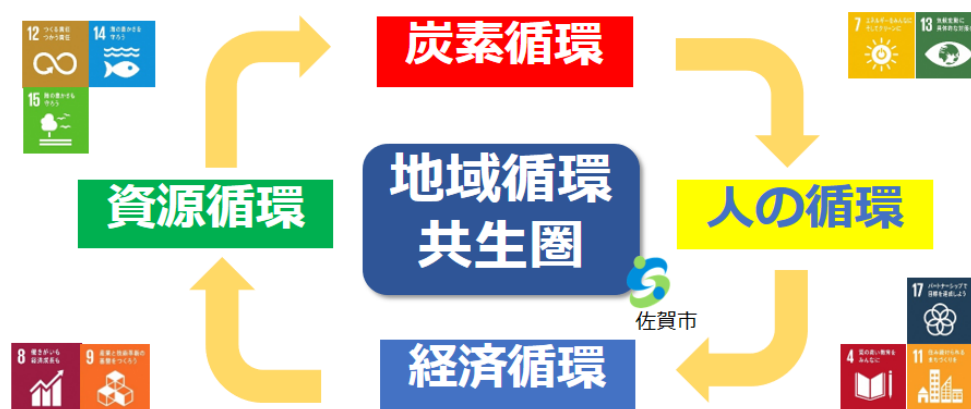 12 つくる責任
つかう責任
14 海の豊かさを
守ろう
15 陸の豊かさも
守ろう
炭素循環
7 エネルギーをみんなに
そしてクリーンに
13 気候変動に
具体的な対策を
資源循環
地域循環
共生圏
人の循環
佐賀市
17 パートナーシップで
目標を達成しよう
8 働きがいも
経済成長も
9 産業と技術革新の
基盤をつくろう
経済循環
4 質の高い教育を
みんなに
11 住み続けられる
まちづくりを